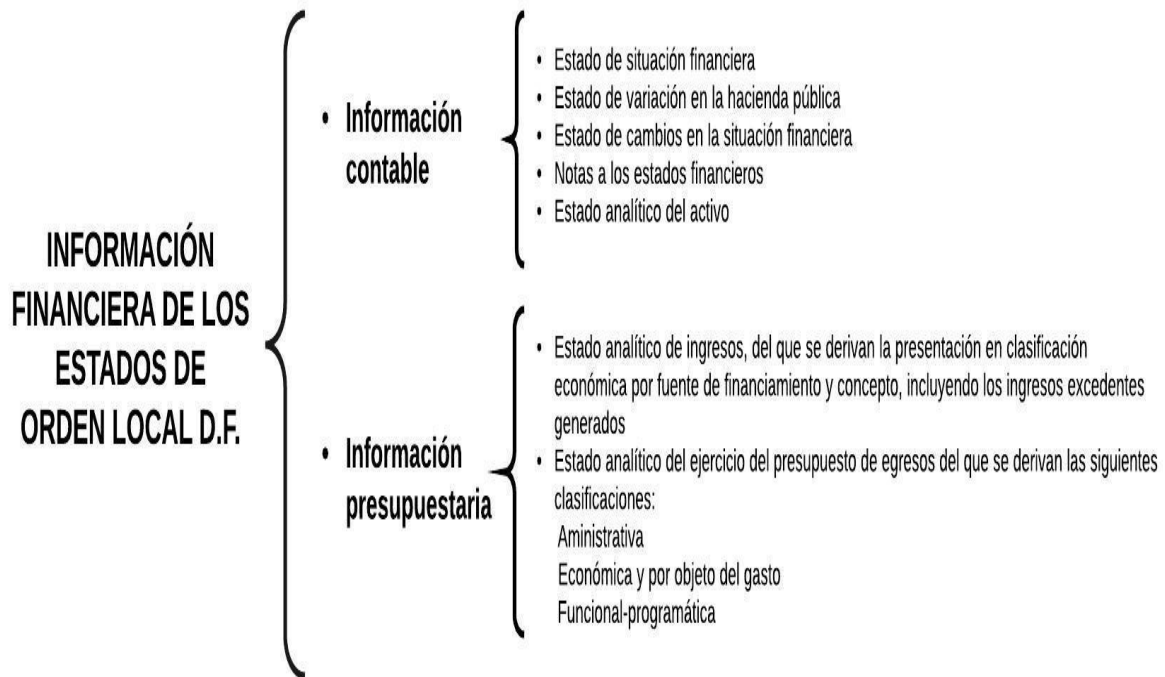 INFORMACIÓN
FINANCIERA DE LOS
ESTADOS DE
ORDEN LOCAL D.F.
• Información
contable
• Estado de situación financiera
• Estado de variación en la hacienda pública
• Estado de cambios en la situación financiera
• Notas a los estados financieros
• Estado analítico del activo
• Información
presupuestaria
• Estado analítico de ingresos, del que se derivan la presentación en clasificación
económica por fuente de financiamiento y concepto, incluyendo los ingresos excedentes
generados
• Estado analítico del ejercicio del presupuesto de egresos del que se derivan las siguientes
clasificaciones:
Aministrativa
Económica y por objeto del gasto
Funcional-programática